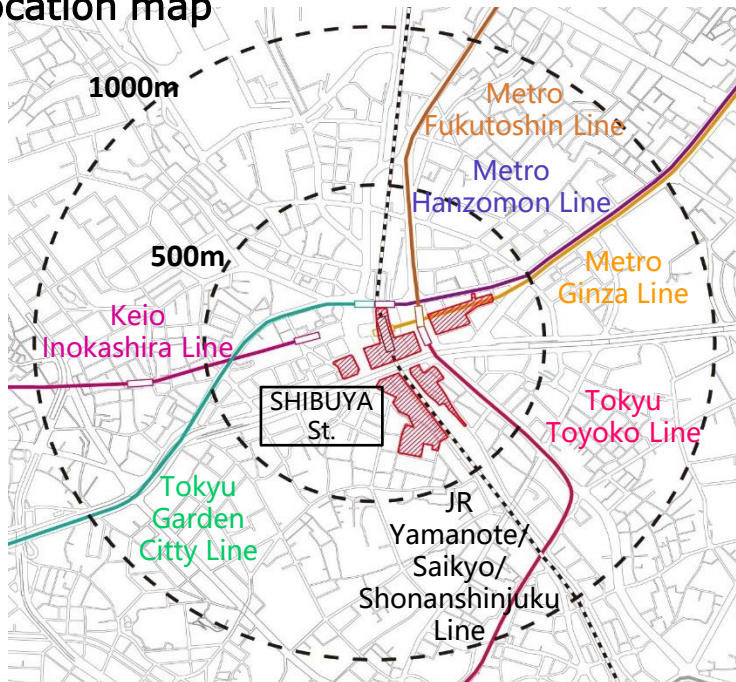 ocation map
1000m
Metro
Fukutoshin Line
Metro
Hanzomon Line
500m
Metro
Ginza Line
Keio
Inokashira Line
SHIBUYA
St.
Tokyu
Toyoko Line
Tokyu
Garden
Citty Line
JR
Yamanote/
Saikyo/
Shonanshinjuku
Line